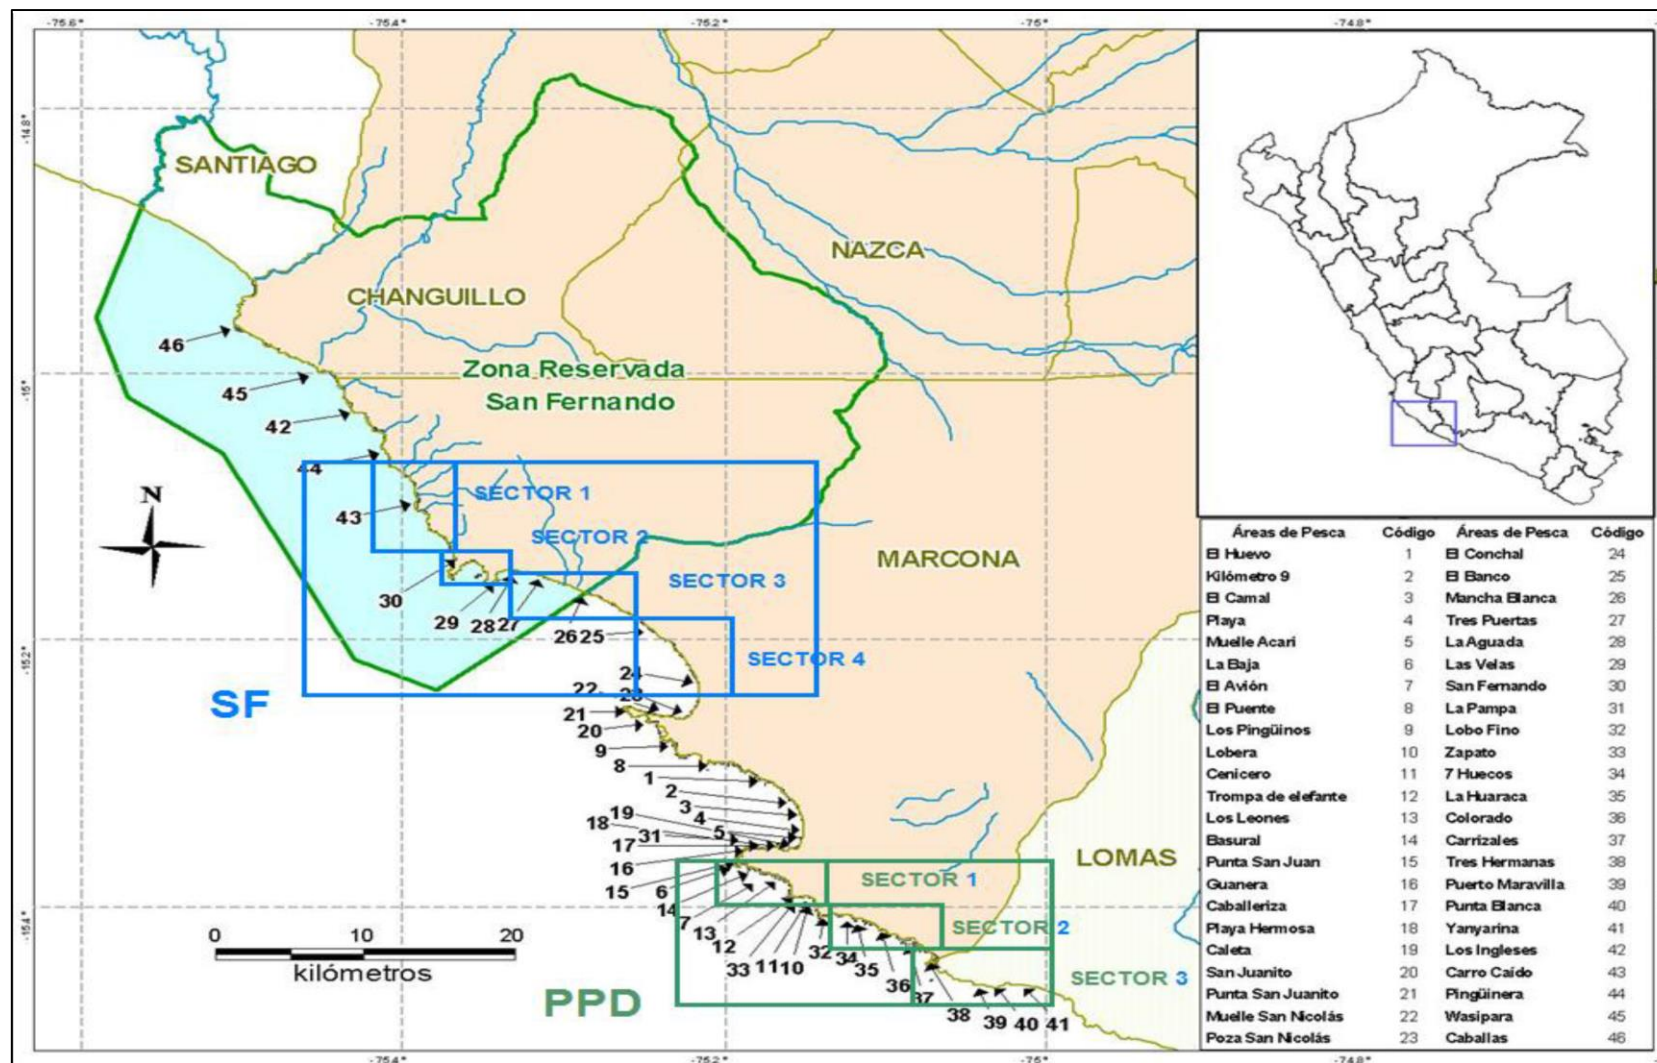 -75.6° -75.4° -75.2° -75° -74.8°
-14.8°
SANTIAGO
NAZCA
CHANGUILLO
46
Zona Reservada
San Fernando
45
-15°
42
44
SECTOR 1
43
N
SECTOR 2
MARCONA
SECTOR 3
30
29 28 27 26 25
-15.2°
SECTOR 4
24
SF
22 23
21
20
9
8
1
2
3
19 4
18 31 5
17
16
LOMAS
15 6
SECTOR 1
14
7
13
-15.4°
SECTOR 2
12
33 11 10 32 34 35
0 10 20
kilómetros
36 37
SECTOR 3
PPD
38 39 40 41
-75.6° -75.4° -75.2° -75° -74.8°
Áreas de Pesca Código Áreas de Pesca Código
El Huevo 1 El Conchal 24
Kilómetro 9 2 El Banco 25
El Camal 3 Mancha Blanca 26
Playa 4 Tres Puertas 27
Muelle Acari 5 La Aguada 28
La Baja 6 Las Velas 29
El Avión 7 San Fernando 30
El Puente 8 La Pampa 31
Los Pingüinos 9 Lobo Fino 32
Lobera 10 Zapato 33
Cenicero 11 7 Huecos 34
Trompa de elefante 12 La Huaraca 35
Los Leones 13 Colorado 36
Basural 14 Carrizales 37
Punta San Juan 15 Tres Hermanas 38
Guanera 16 Puerto Maravilla 39
Caballeriza 17 Punta Blanca 40
Playa Hermosa 18 Yanyarina 41
Caleta 19 Los Ingleses 42
San Juanito 20 Carro Caído 43
Punta San Juanito 21 Pingüinera 44
Muelle San Nicolás 22 Wasipara 45
Poza San Nicolás 23 Caballas 46